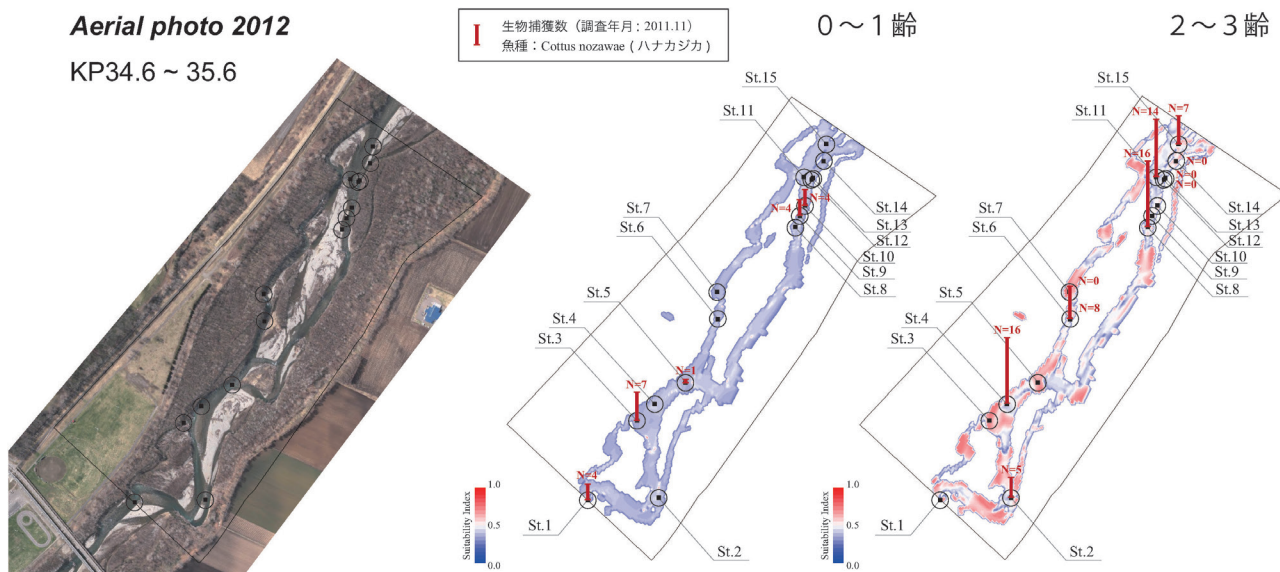 Aerial photo 2012
KP34.6 ~ 35.6
生物捕獲数（調査年月 : 2011.11）
魚種：Cottus nozawae ( ハナカジカ )
0～1齢
2～3齢
St.15
St.11
St.7
St.6
St.5
St.4
St.3
St.1
St.2
St.14
St.13
St.12
St.10
St.9
St.8
N=4
N=4
N=1
N=7
N=4
Suitability Index
1.0
0.5
0.0
St.15
St.11
St.7
St.6
St.5
St.4
St.3
St.1
St.2
St.14
St.13
St.12
St.10
St.9
St.8
N=14
N=7
N=16
N=0
N=0
N=0
N=0
N=8
N=16
N=5
Suitability Index
1.0
0.5
0.0